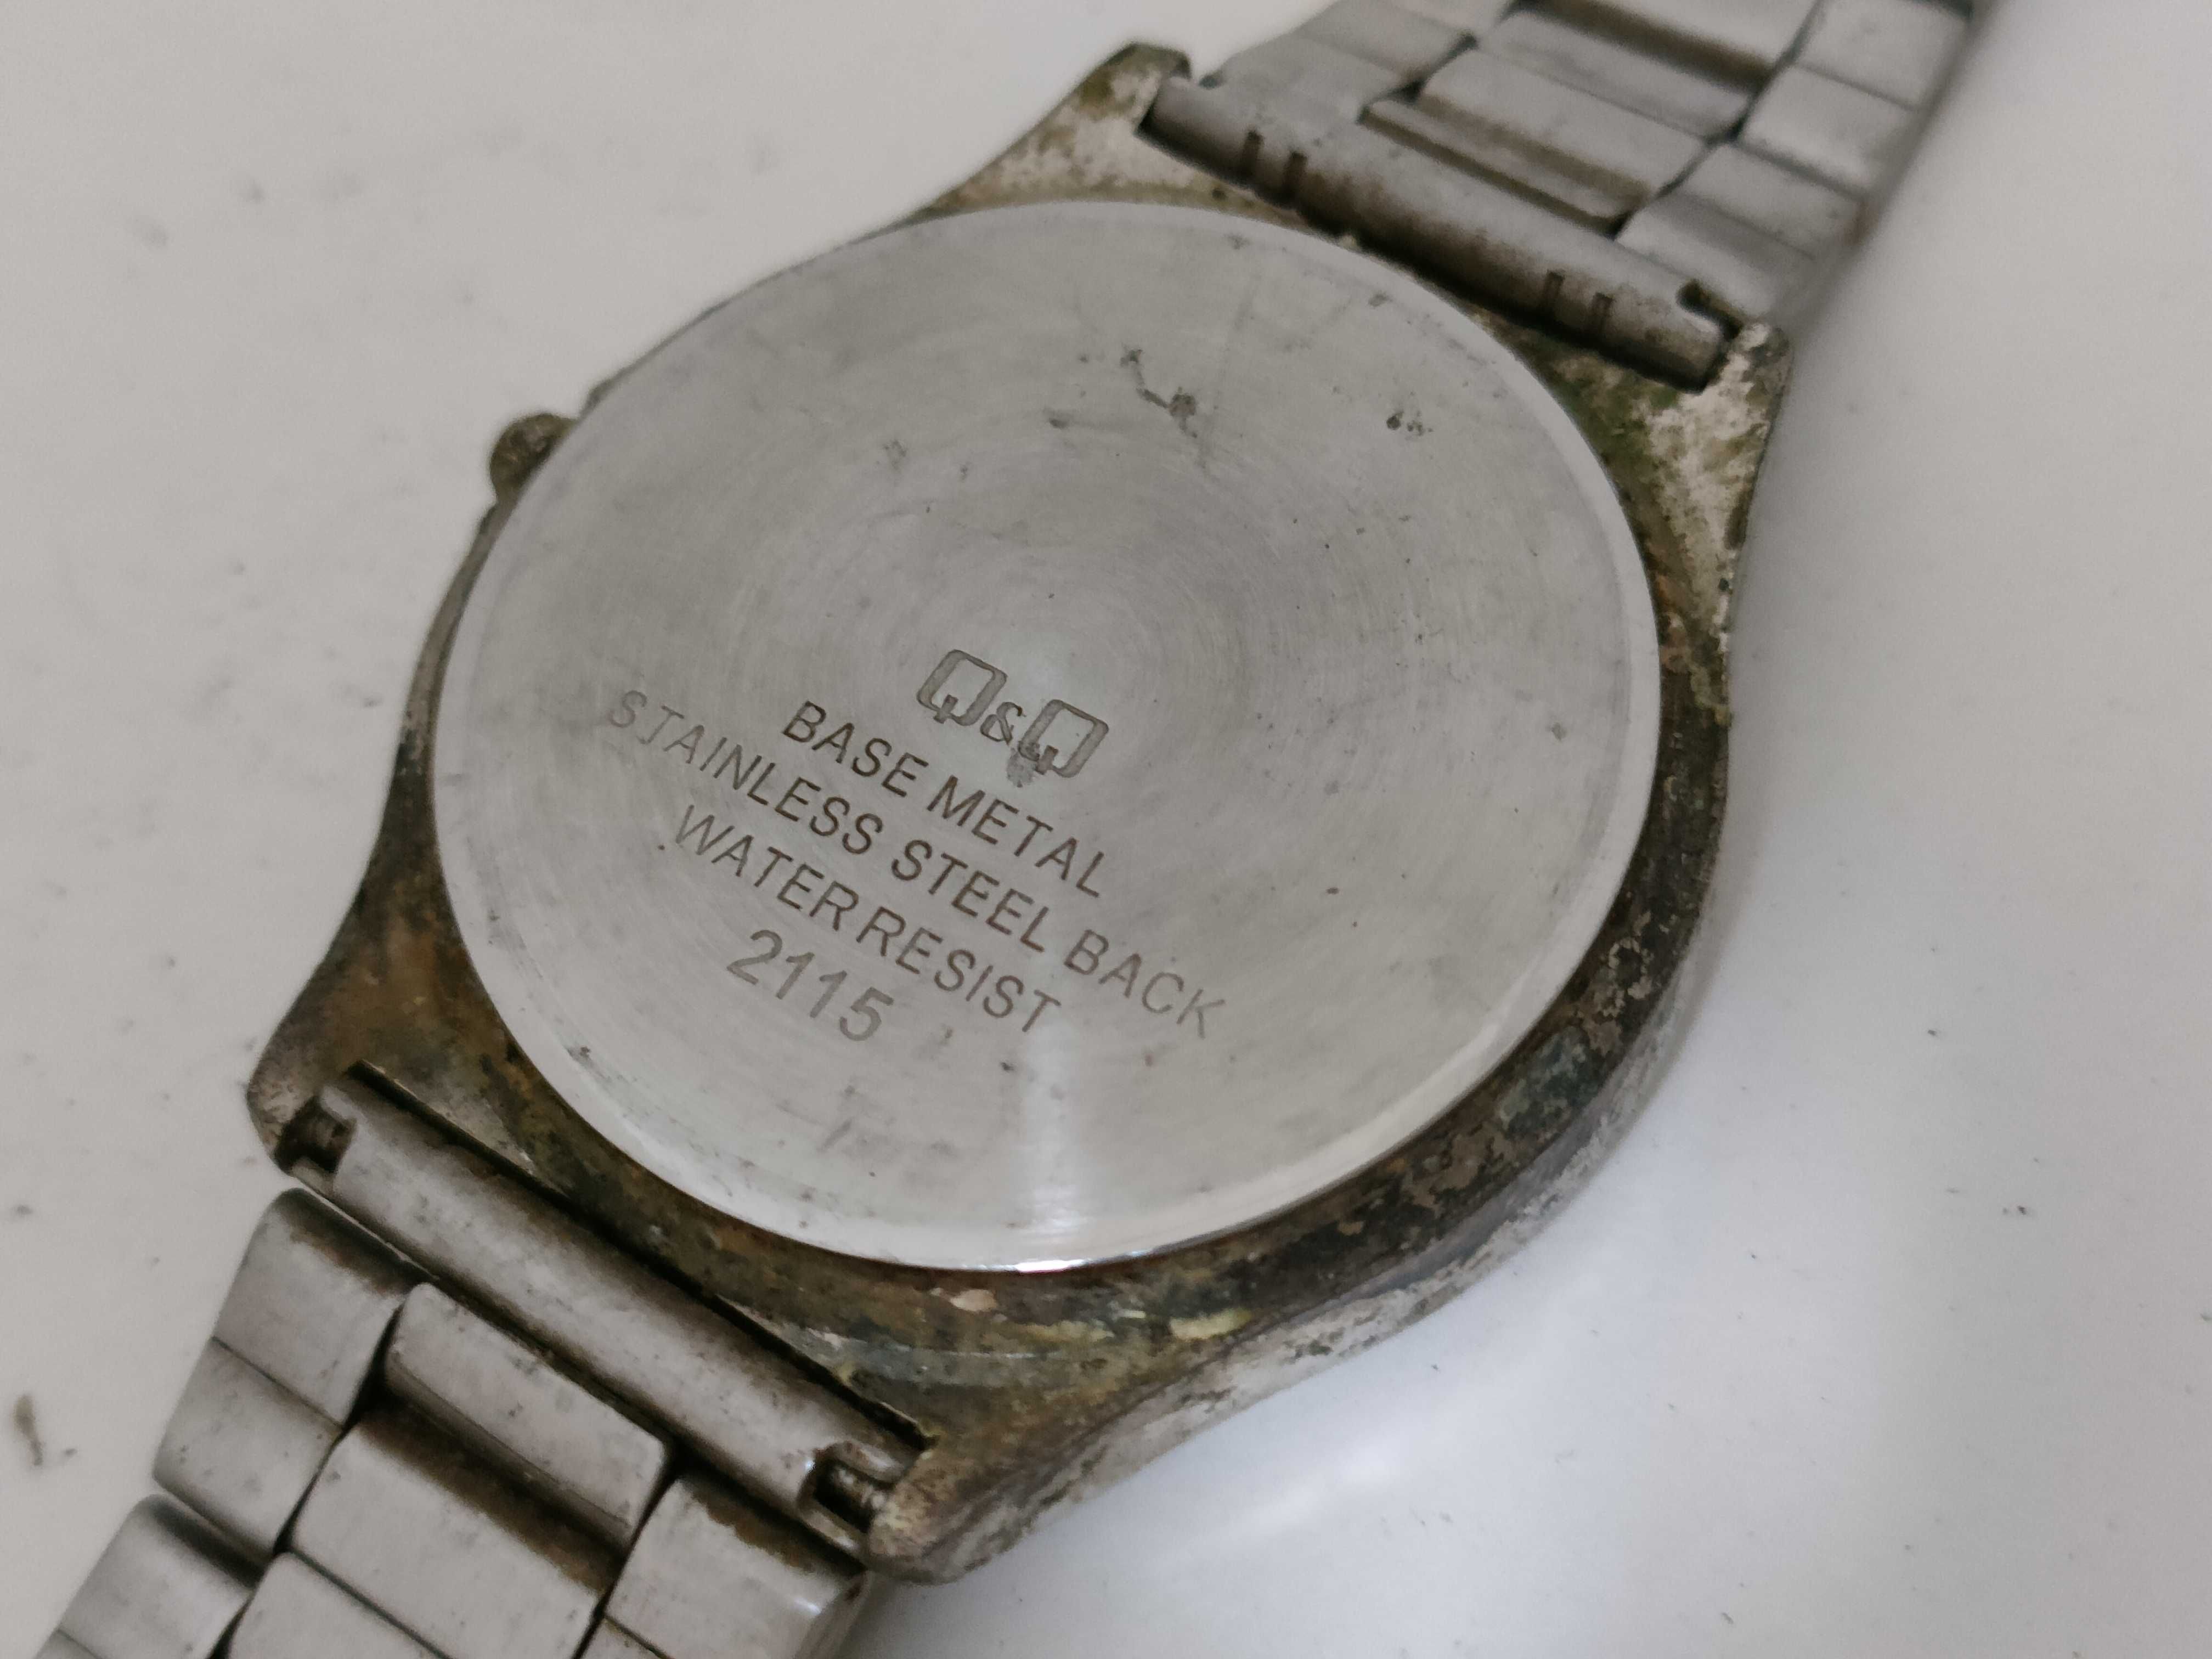 Q&Q
BASE METAL
STAINLESS STEEL BACK
WATER RESIST
2115